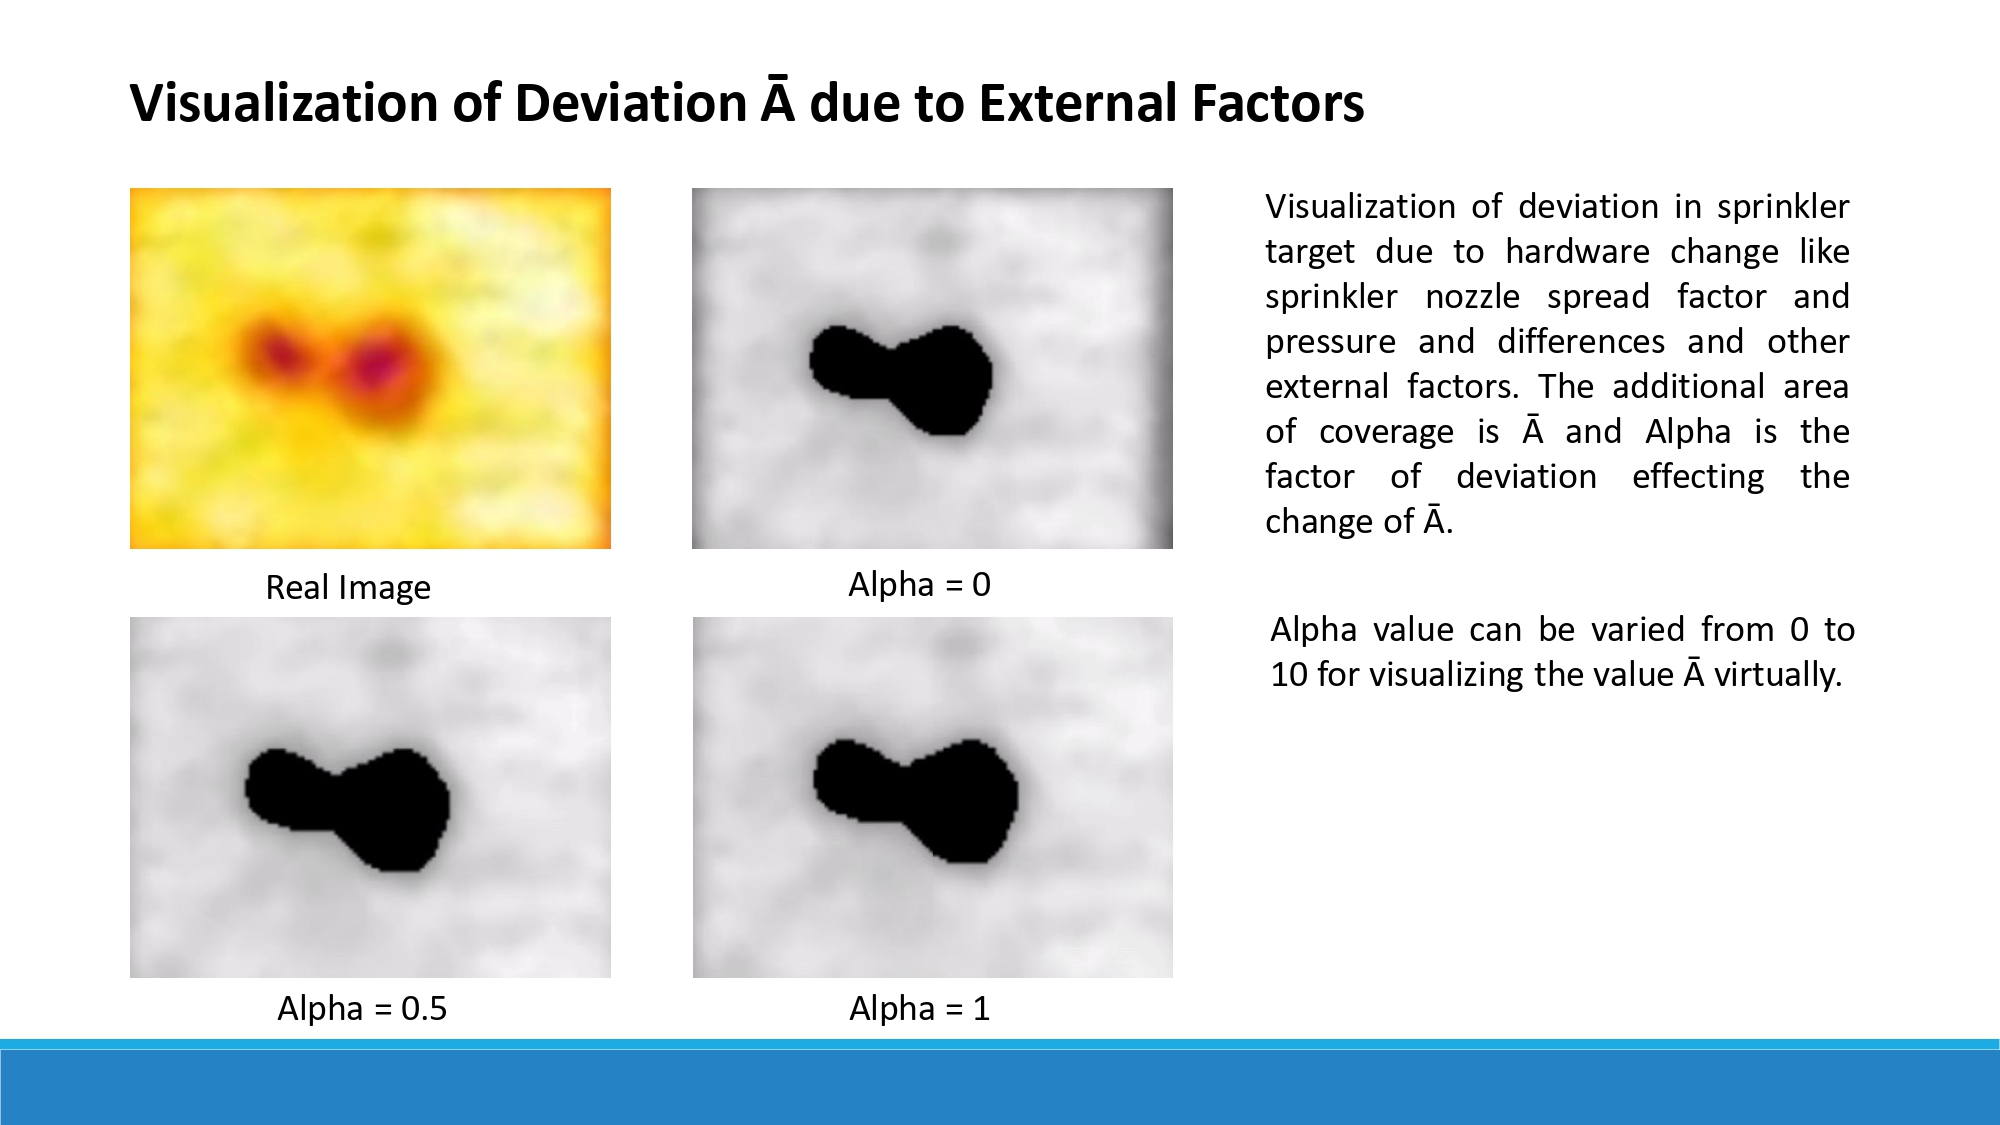 Visualization of Deviation Ā due to External Factors
Real Image
Alpha = 0
Alpha = 0.5
Alpha = 1
Visualization of deviation in sprinkler
target due to hardware change like
sprinkler nozzle spread factor and
pressure and differences and other
external factors. The additional area
of coverage is Ā and Alpha is the
factor of deviation effecting the
change of Ā.
Alpha value can be varied from 0 to
10 for visualizing the value Ā virtually.